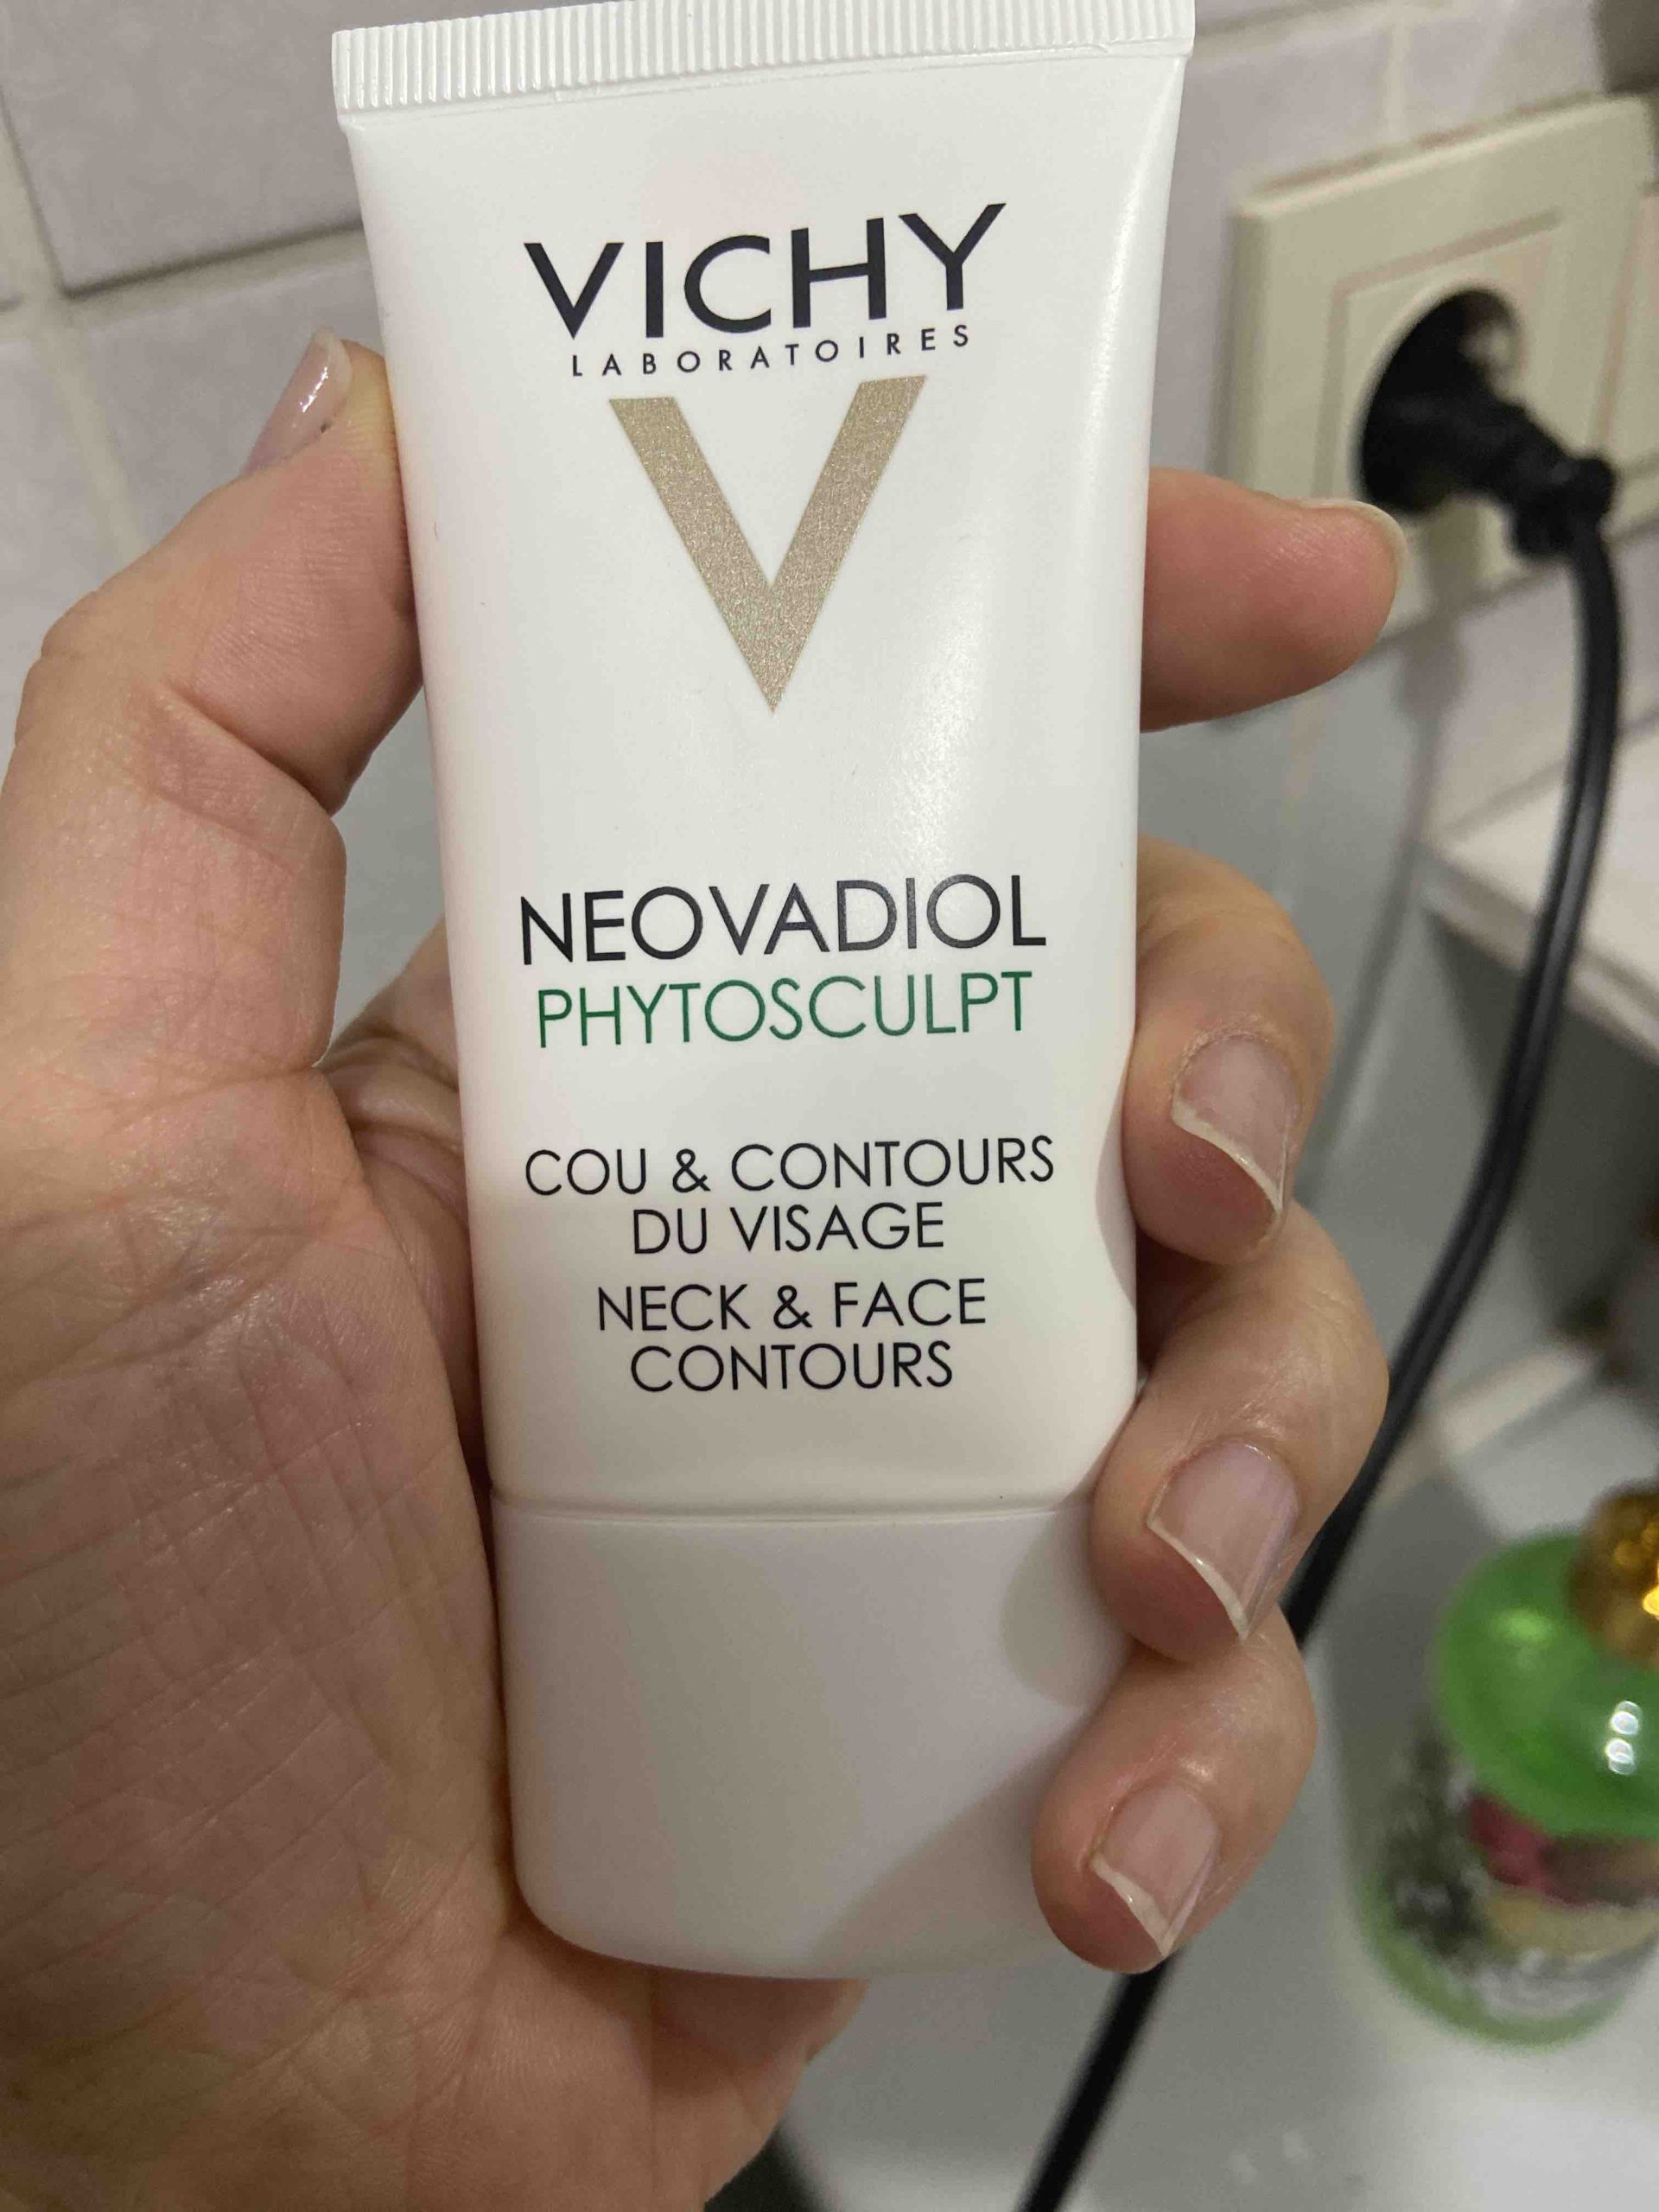 VICHY
LABORATOIRES
V
NEOVADIOL
PHYTOSCULPT
COU & CONTOURS
DU VISAGE
NECK & FACE
CONTOURS